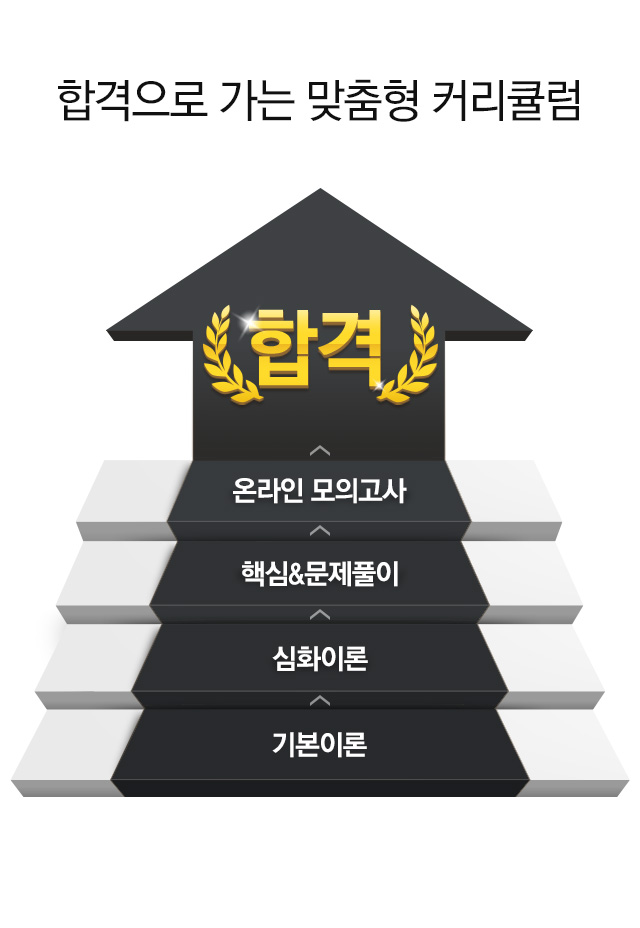 합격으로 가는 맞춤형 커리큘럼
합격
온라인 모의고사
핵심&문제풀이
심화이론
기본이론